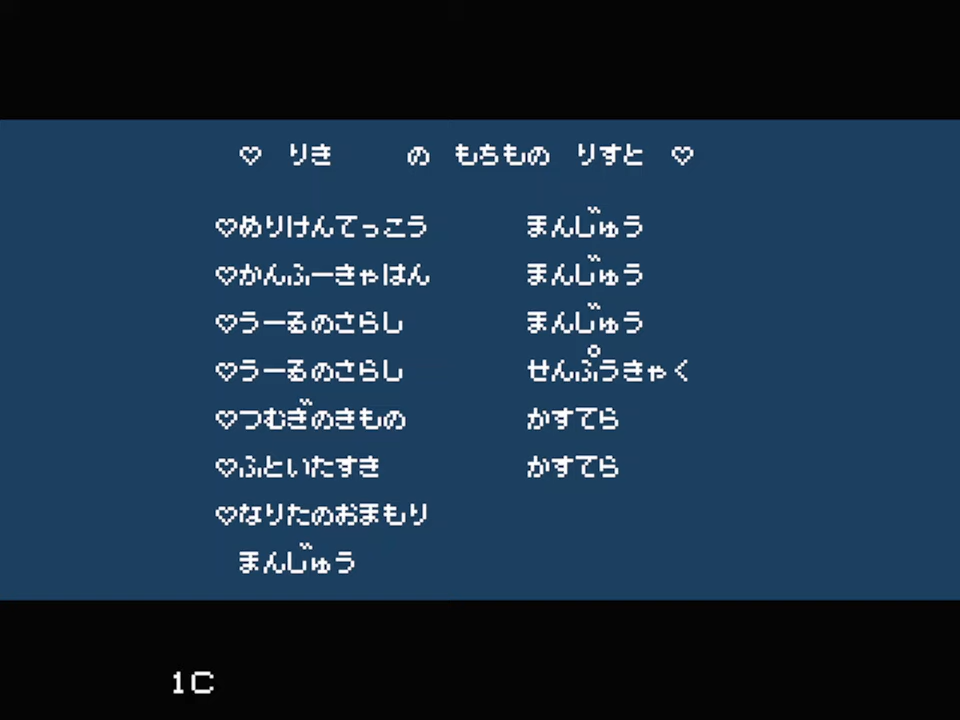 ♡ りき の もちもの りすと ♡
♡めりけんてっこう まんじゅう
♡かんふーきゃはん まんじゅう
♡うーるのさらし まんじゅう
♡うーるのさらし せんぷうきゃく
♡つむぎのきもの かすてら
♡ふといたすき かすてら
♡なりたのおまもり
まんじゅう
1C